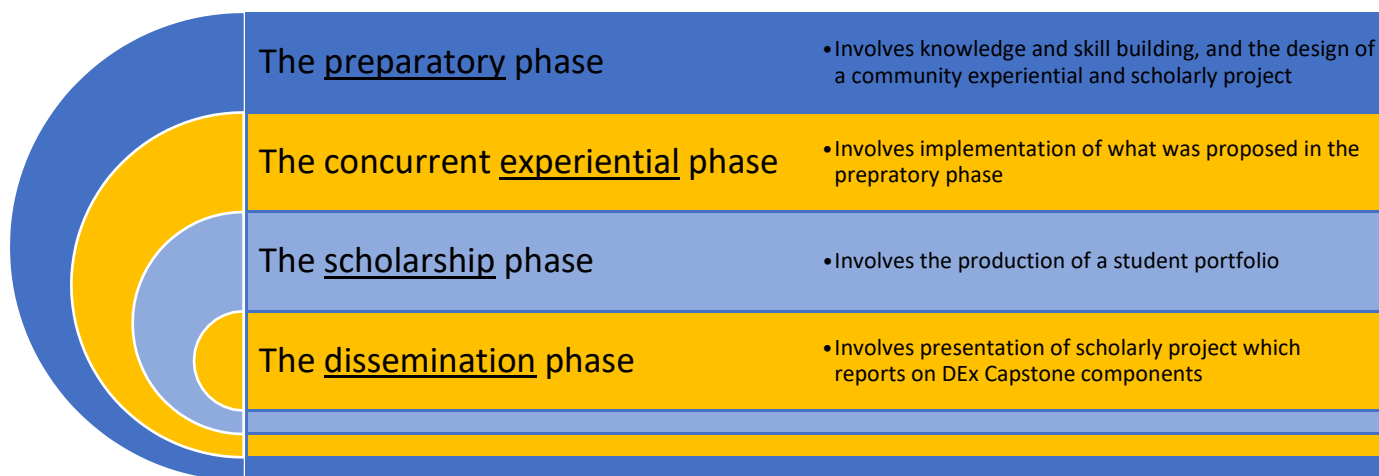 The preparatory phase
•Involves knowledge and skill building, and the design of
a community experiential and scholarly project
The concurrent experiential phase
•Involves implementation of what was proposed in the
prepratory phase
The scholarship phase
•Involves the production of a student portfolio
The dissemination phase
•Involves presentation of scholarly project which
reports on DEx Capstone components